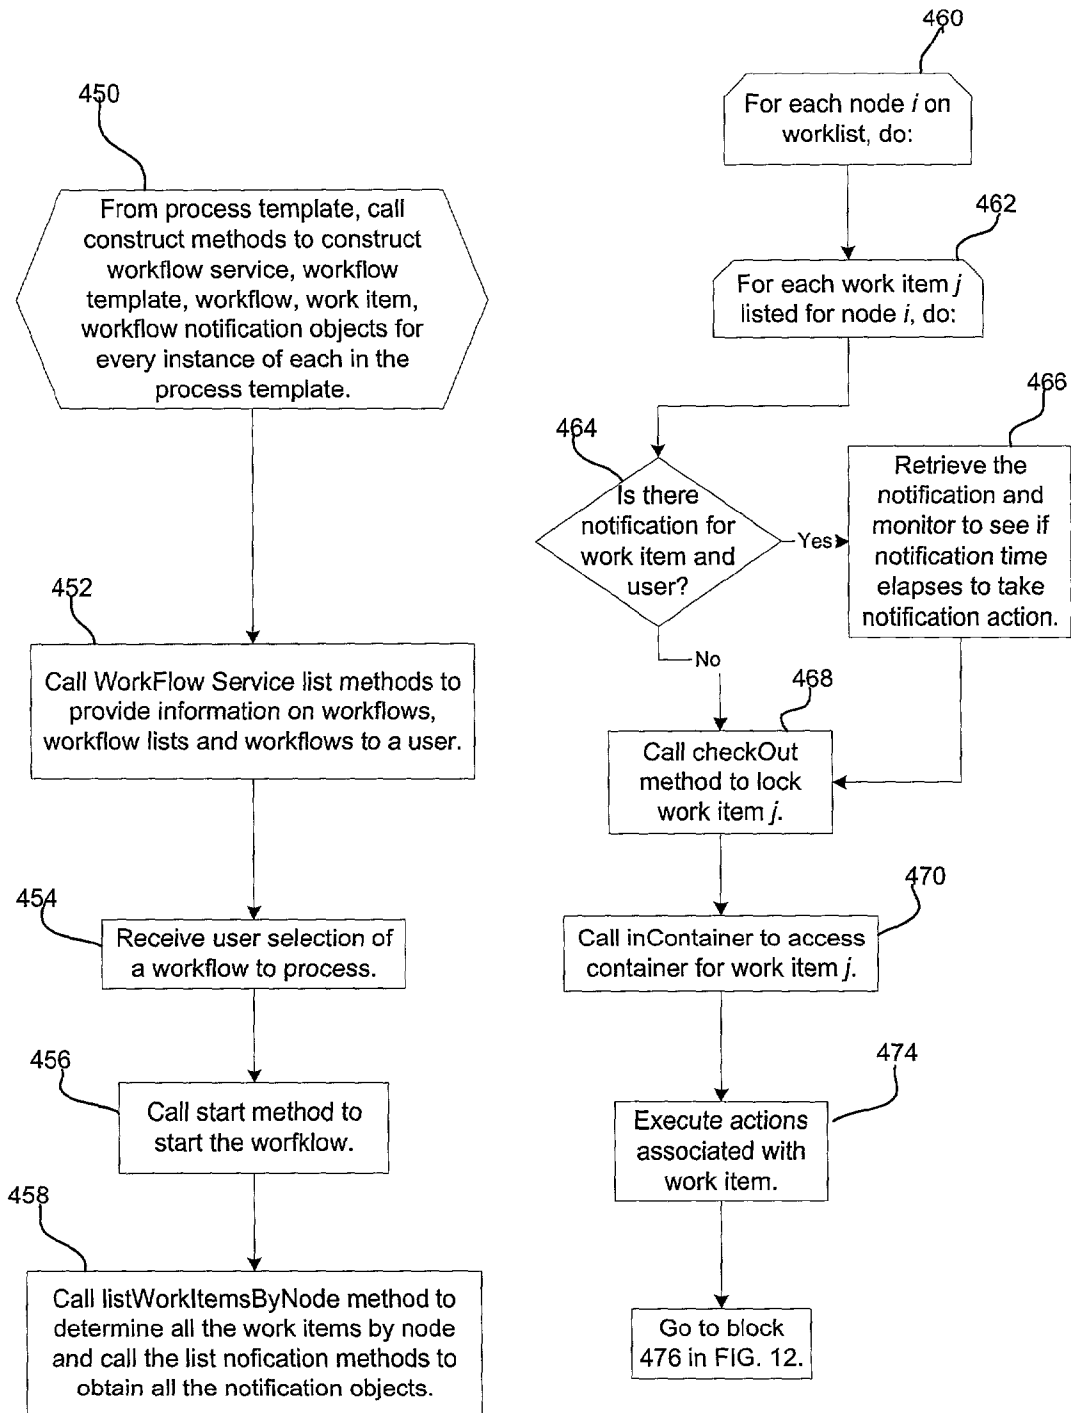 450
From process template, call
construct methods to construct
workflow service, workflow
template, workflow, work item,
workflow notification objects for
every instance of each in the
process template.
452
Call WorkFlow Service list methods to
provide information on workflows,
workflow lists and workflows to a user.
454
Receive user selection of
a workflow to process.
456
Call start method to
start the worfklow.
458
Call listWorkItemsByNode method to
determine all the work items by node
and call the list nofication methods to
obtain all the notification objects.
460
For each node i on
worklist, do:
462
For each work item j
listed for node i, do:
464
Is there
notification for
work item and
user?
Yes
No
466
Retrieve the
notification and
monitor to see if
notification time
elapses to take
notification action.
468
Call checkOut
method to lock
work item j.
470
Call inContainer to access
container for work item j.
474
Execute actions
associated with
work item.
Go to block
476 in FIG. 12.